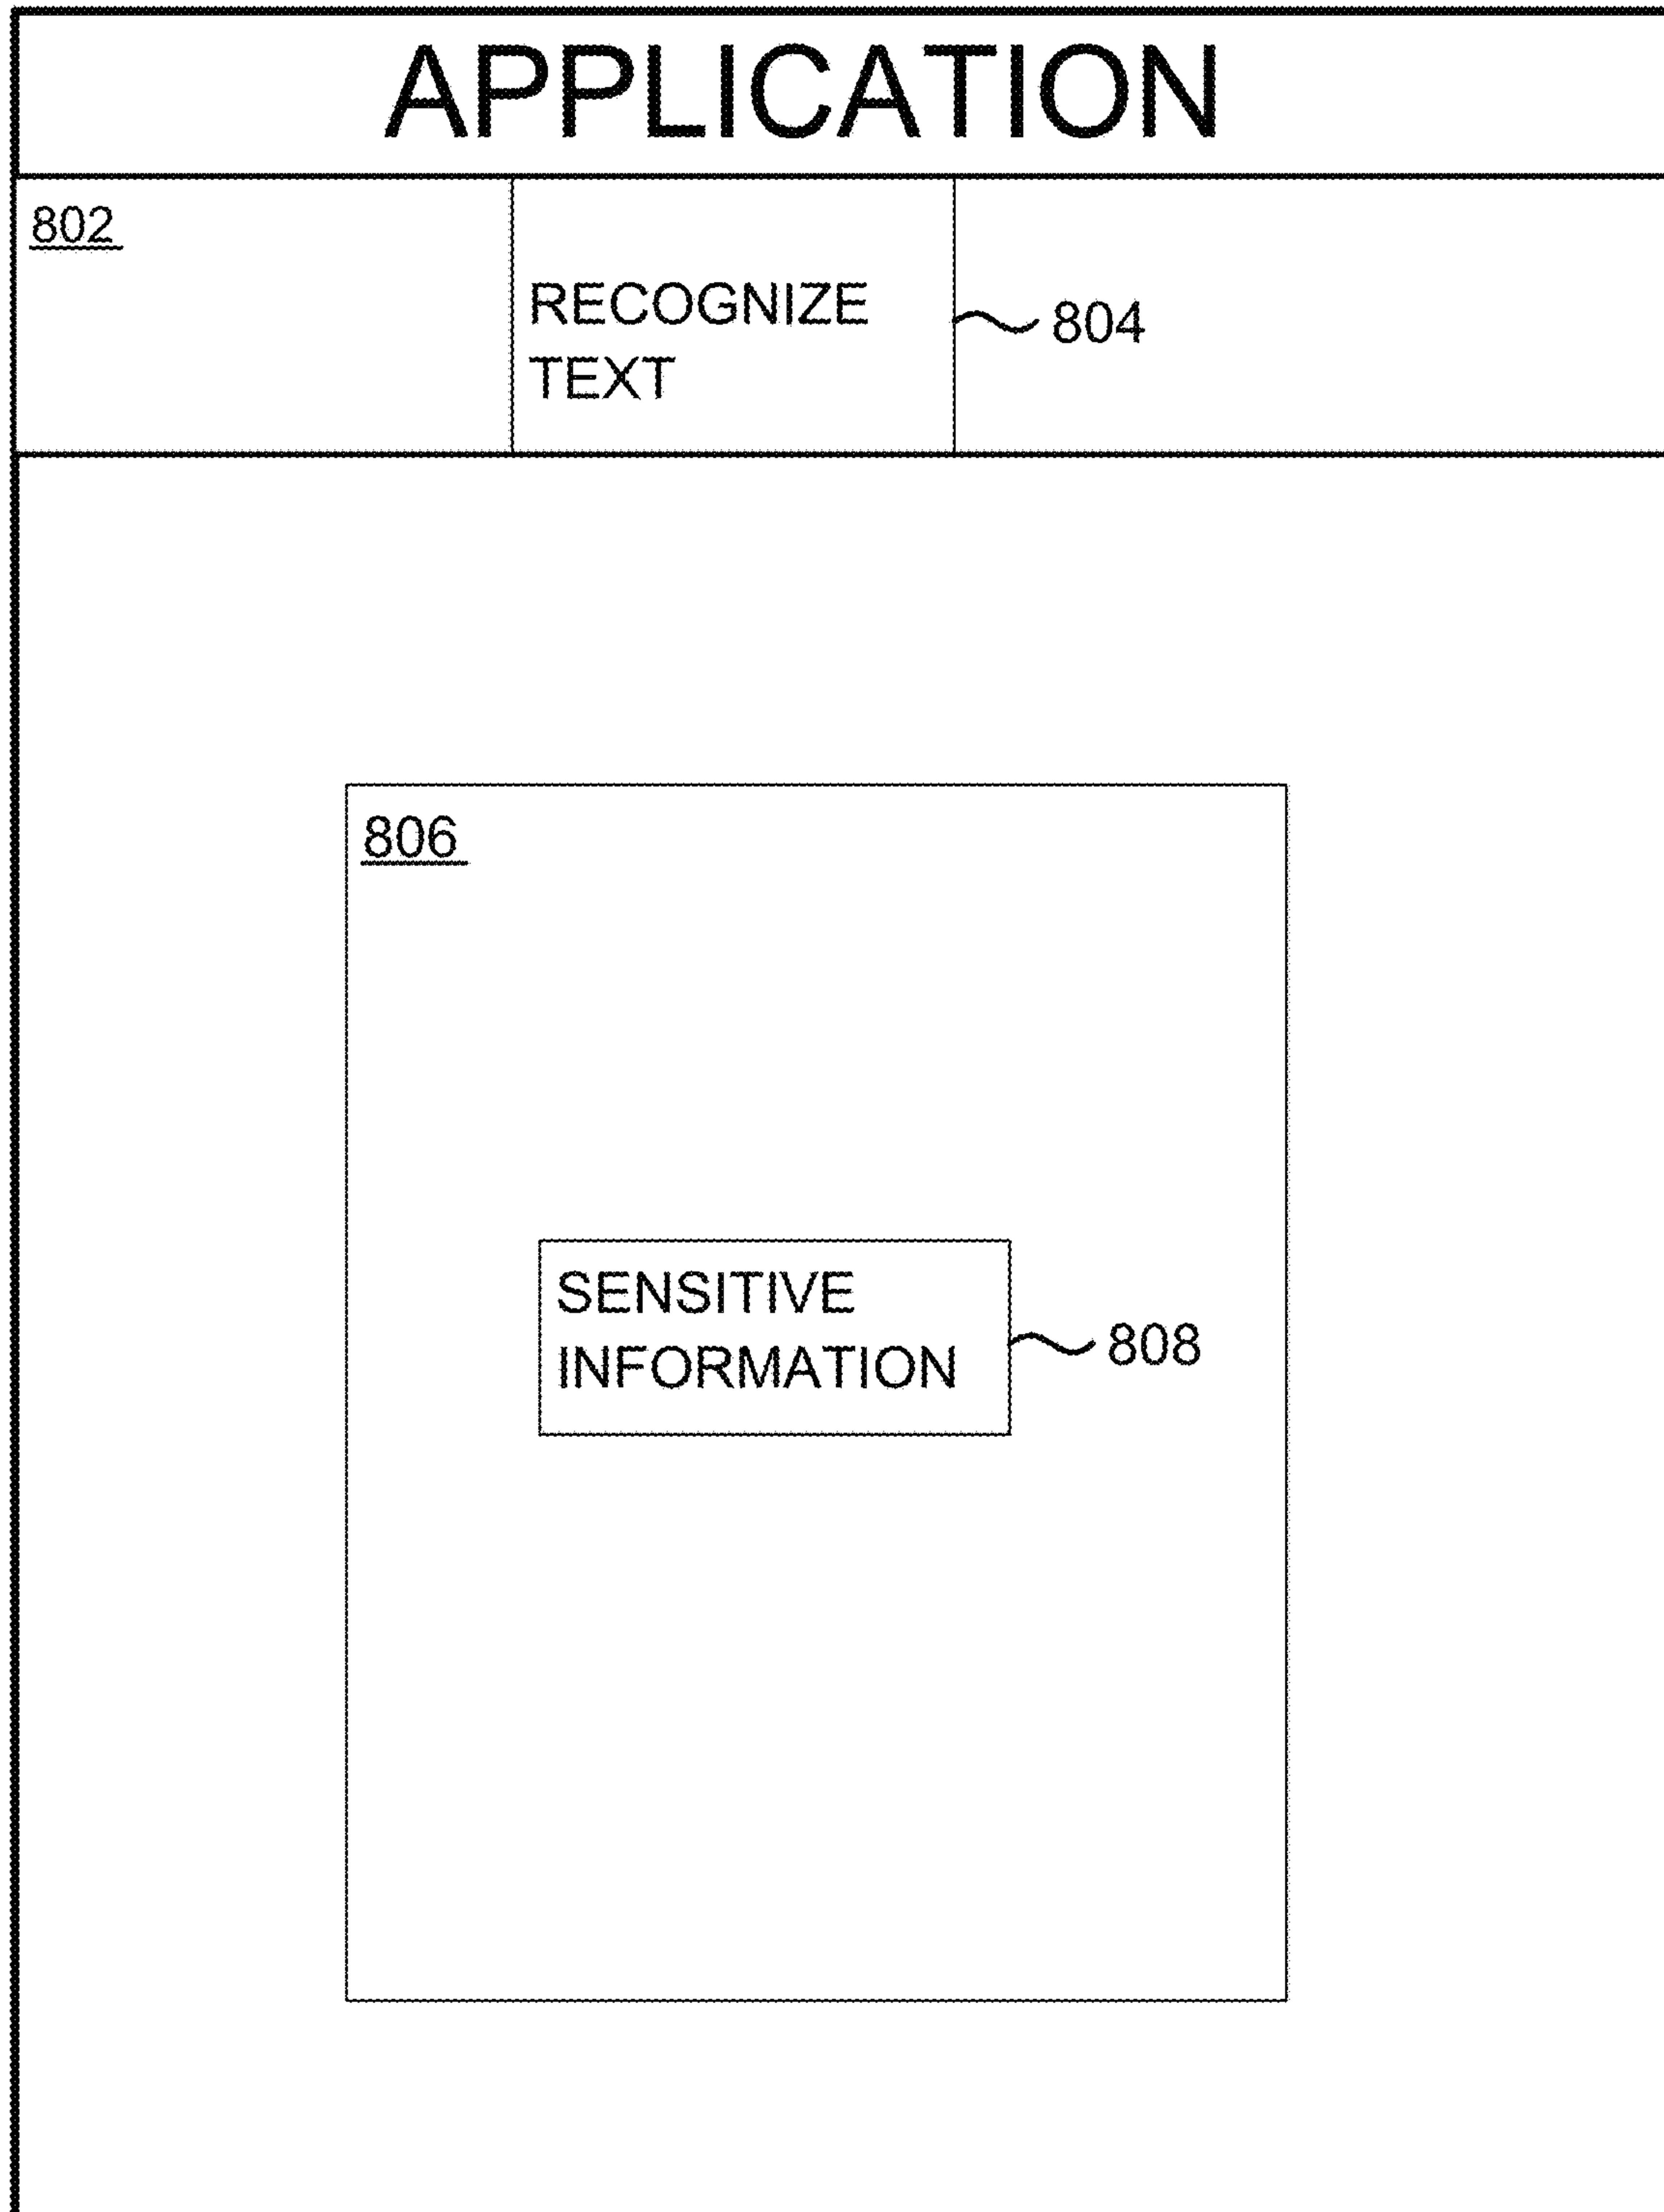 APPLICATION
802
RECOGNIZE
TEXT
804
806
SENSITIVE
INFORMATION
808